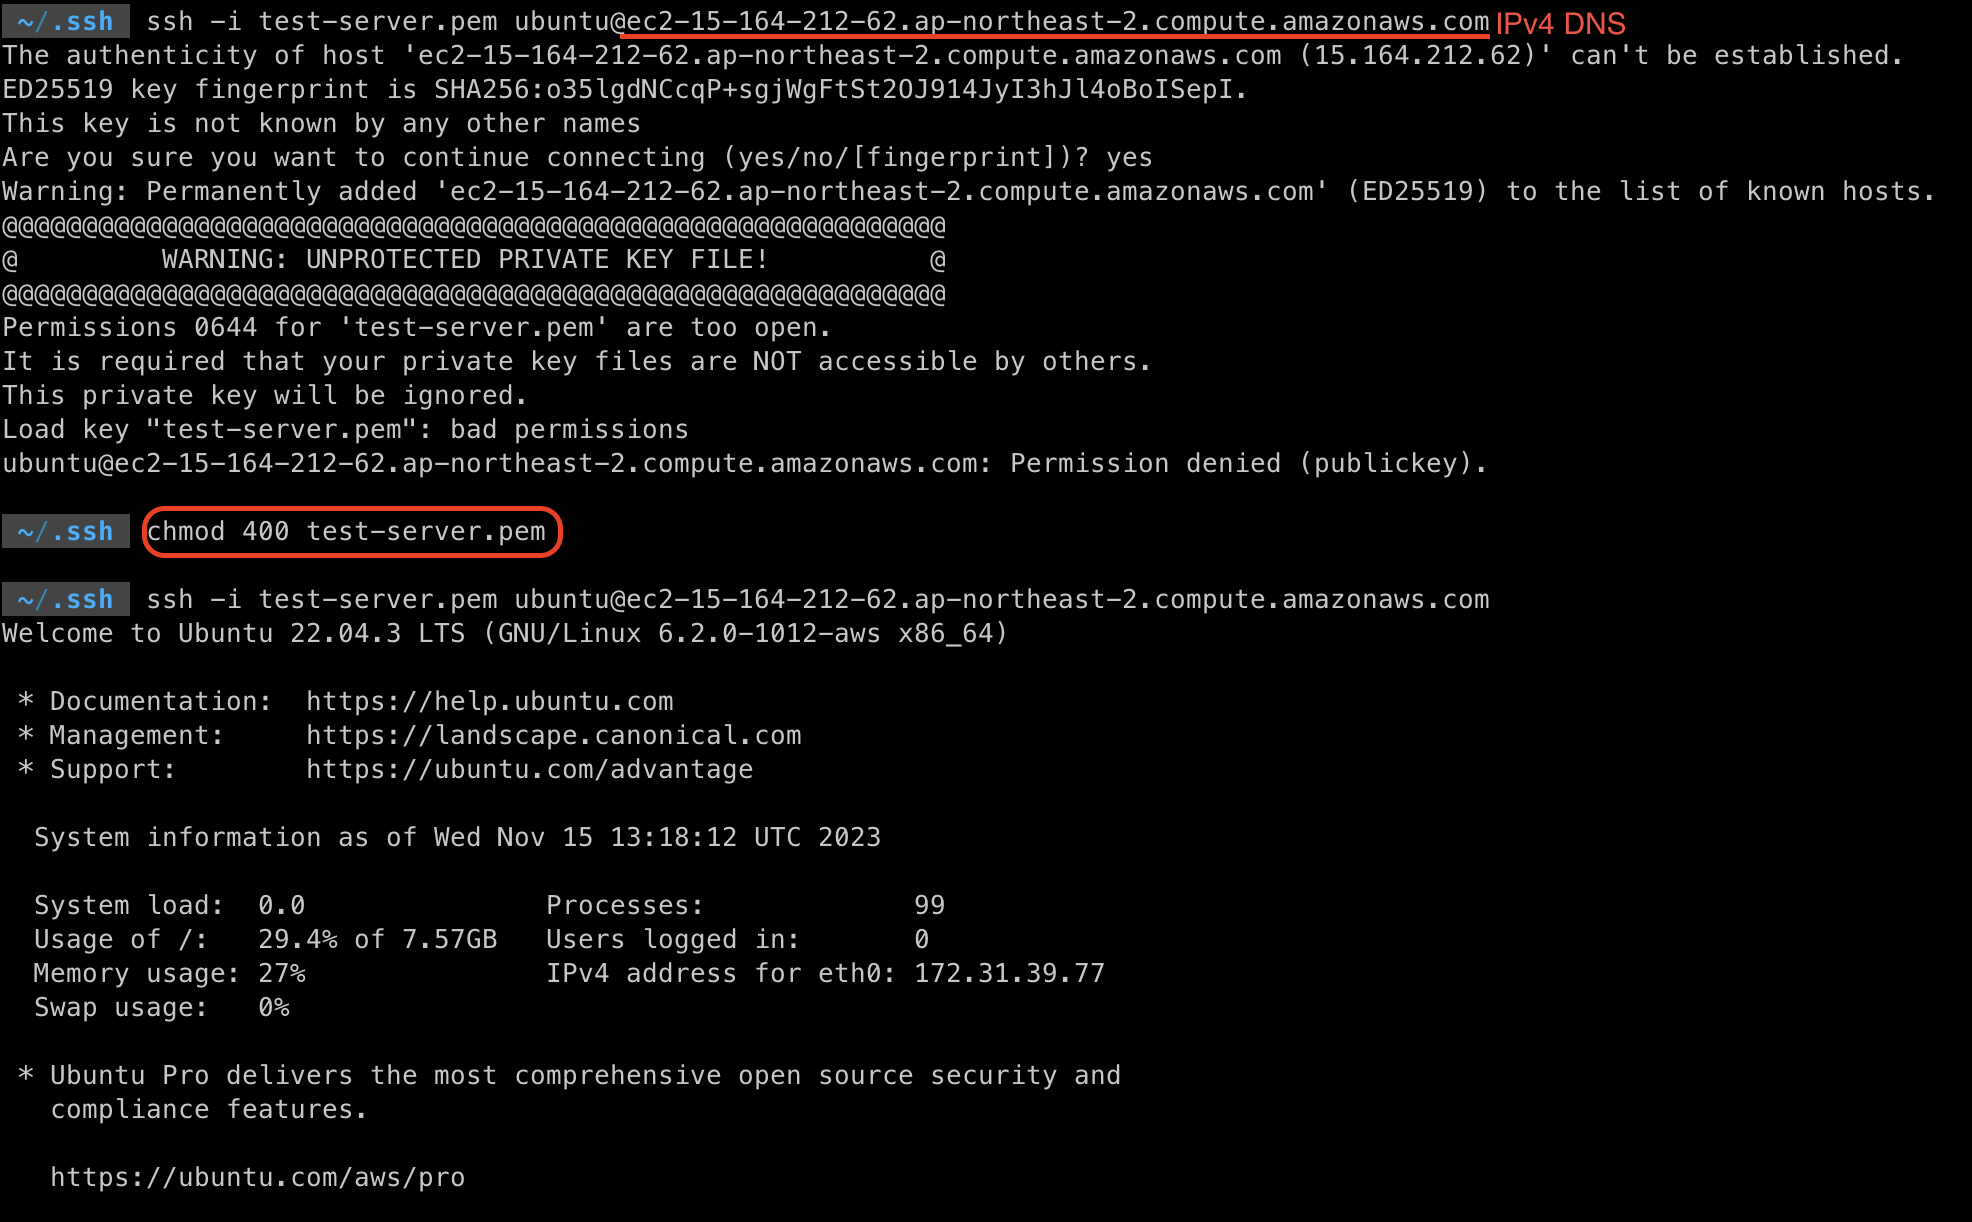 ~/.ssh ssh -i test-server.pem ubuntu@ec2-15-164-212-62.ap-northeast-2.compute.amazonaws.com IPv4 DNS
The authenticity of host 'ec2-15-164-212-62.ap-northeast-2.compute.amazonaws.com (15.164.212.62)' can't be established.
ED25519 key fingerprint is SHA256:o35lgdNCcqP+sgjWgFtSt2OJ914JyI3hJl4oBoISepI.
This key is not known by any other names
Are you sure you want to continue connecting (yes/no/[fingerprint])? yes
Warning: Permanently added 'ec2-15-164-212-62.ap-northeast-2.compute.amazonaws.com' (ED25519) to the list of known hosts.
@@@@@@@@@@@@@@@@@@@@@@@@@@@@@@@@@@@@@@@@@@@@@@@@@@@@@@@@@@@
@         WARNING: UNPROTECTED PRIVATE KEY FILE!          @
@@@@@@@@@@@@@@@@@@@@@@@@@@@@@@@@@@@@@@@@@@@@@@@@@@@@@@@@@@@
Permissions 0644 for 'test-server.pem' are too open.
It is required that your private key files are NOT accessible by others.
This private key will be ignored.
Load key "test-server.pem": bad permissions
ubuntu@ec2-15-164-212-62.ap-northeast-2.compute.amazonaws.com: Permission denied (publickey).
~/.ssh chmod 400 test-server.pem
~/.ssh ssh -i test-server.pem ubuntu@ec2-15-164-212-62.ap-northeast-2.compute.amazonaws.com
Welcome to Ubuntu 22.04.3 LTS (GNU/Linux 6.2.0-1012-aws x86_64)
* Documentation:  https://help.ubuntu.com
* Management:     https://landscape.canonical.com
* Support:        https://ubuntu.com/advantage
System information as of Wed Nov 15 13:18:12 UTC 2023
System load:  0.0               Processes:             99
Usage of /:   29.4% of 7.57GB   Users logged in:       0
Memory usage: 27%               IPv4 address for eth0: 172.31.39.77
Swap usage:   0%
* Ubuntu Pro delivers the most comprehensive open source security and
compliance features.
https://ubuntu.com/aws/pro